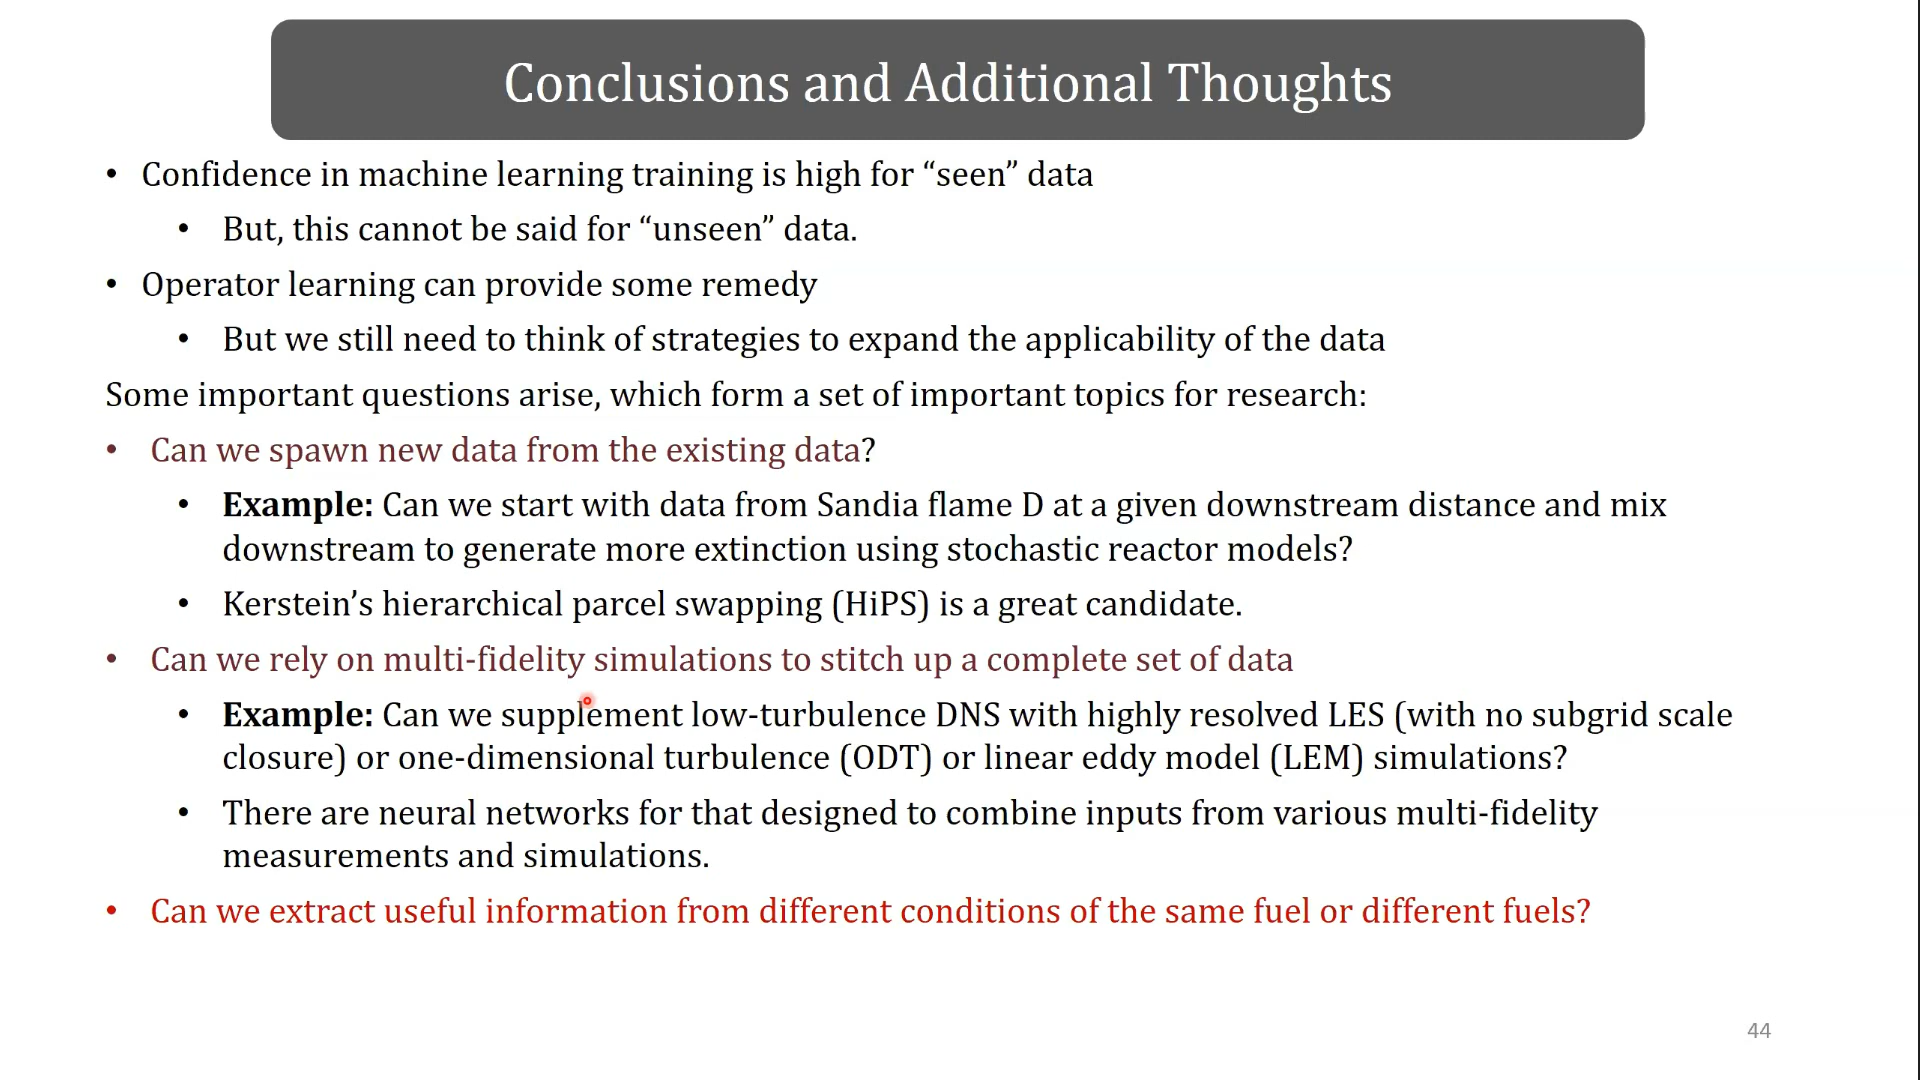 Conclusions and Additional Thoughts
• Confidence in machine learning training is high for “seen” data
• But, this cannot be said for “unseen” data.
• Operator learning can provide some remedy
• But we still need to think of strategies to expand the applicability of the data
Some important questions arise, which form a set of important topics for research:
• Can we spawn new data from the existing data?
• Example: Can we start with data from Sandia flame D at a given downstream distance and mix
downstream to generate more extinction using stochastic reactor models?
• Kerstein’s hierarchical parcel swapping (HiPS) is a great candidate.
• Can we rely on multi-fidelity simulations to stitch up a complete set of data
• Example: Can we supplement low-turbulence DNS with highly resolved LES (with no subgrid scale
closure) or one-dimensional turbulence (ODT) or linear eddy model (LEM) simulations?
• There are neural networks for that designed to combine inputs from various multi-fidelity
measurements and simulations.
• Can we extract useful information from different conditions of the same fuel or different fuels?
44